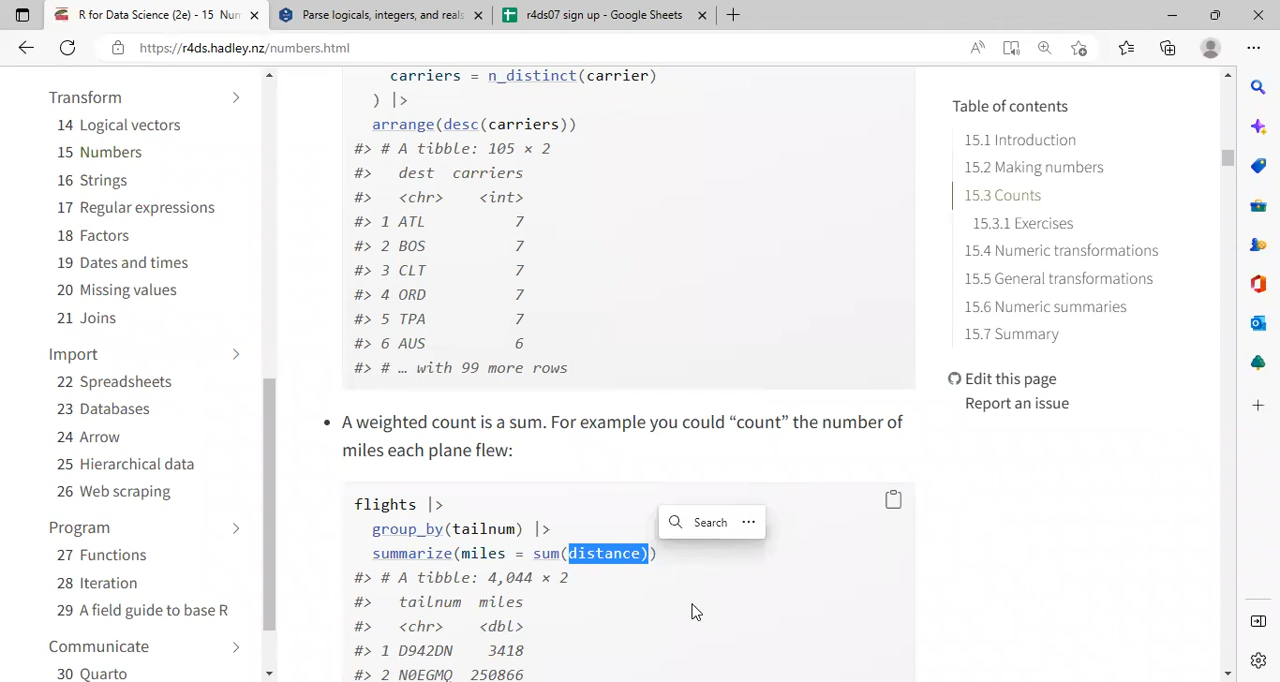 R for Data Science (2e) - 15 Num
Parse logicals, integers, and reals
r4ds07 sign up - Google Sheets
https://r4ds.hadley.nz/numbers.html
Transform
14 Logical vectors
15 Numbers
16 Strings
17 Regular expressions
18 Factors
19 Dates and times
20 Missing values
21 Joins
Import
22 Spreadsheets
23 Databases
24 Arrow
25 Hierarchical data
26 Web scraping
Program
27 Functions
28 Iteration
29 A field guide to base R
Communicate
30 Quarto
carriers = n_distinct(carrier)
) |>
arrange(desc(carriers))
#> # A tibble: 105 × 2
#> dest carriers
#> <chr> <int>
#> 1 ATL 7
#> 2 BOS 7
#> 3 CLT 7
#> 4 ORD 7
#> 5 TPA 7
#> 6 AUS 6
#> # … with 99 more rows
• A weighted count is a sum. For example you could “count” the number of
miles each plane flew:
flights |>
group_by(tailnum) |>
summarize(miles = sum(distance))
#> # A tibble: 4,044 × 2
#> tailnum miles
#> <chr> <dbl>
#> 1 D942DN 3418
#> 2 N0EGMQ 250866
Search ···
Table of contents
15.1 Introduction
15.2 Making numbers
15.3 Counts
15.3.1 Exercises
15.4 Numeric transformations
15.5 General transformations
15.6 Numeric summaries
15.7 Summary
Edit this page
Report an issue